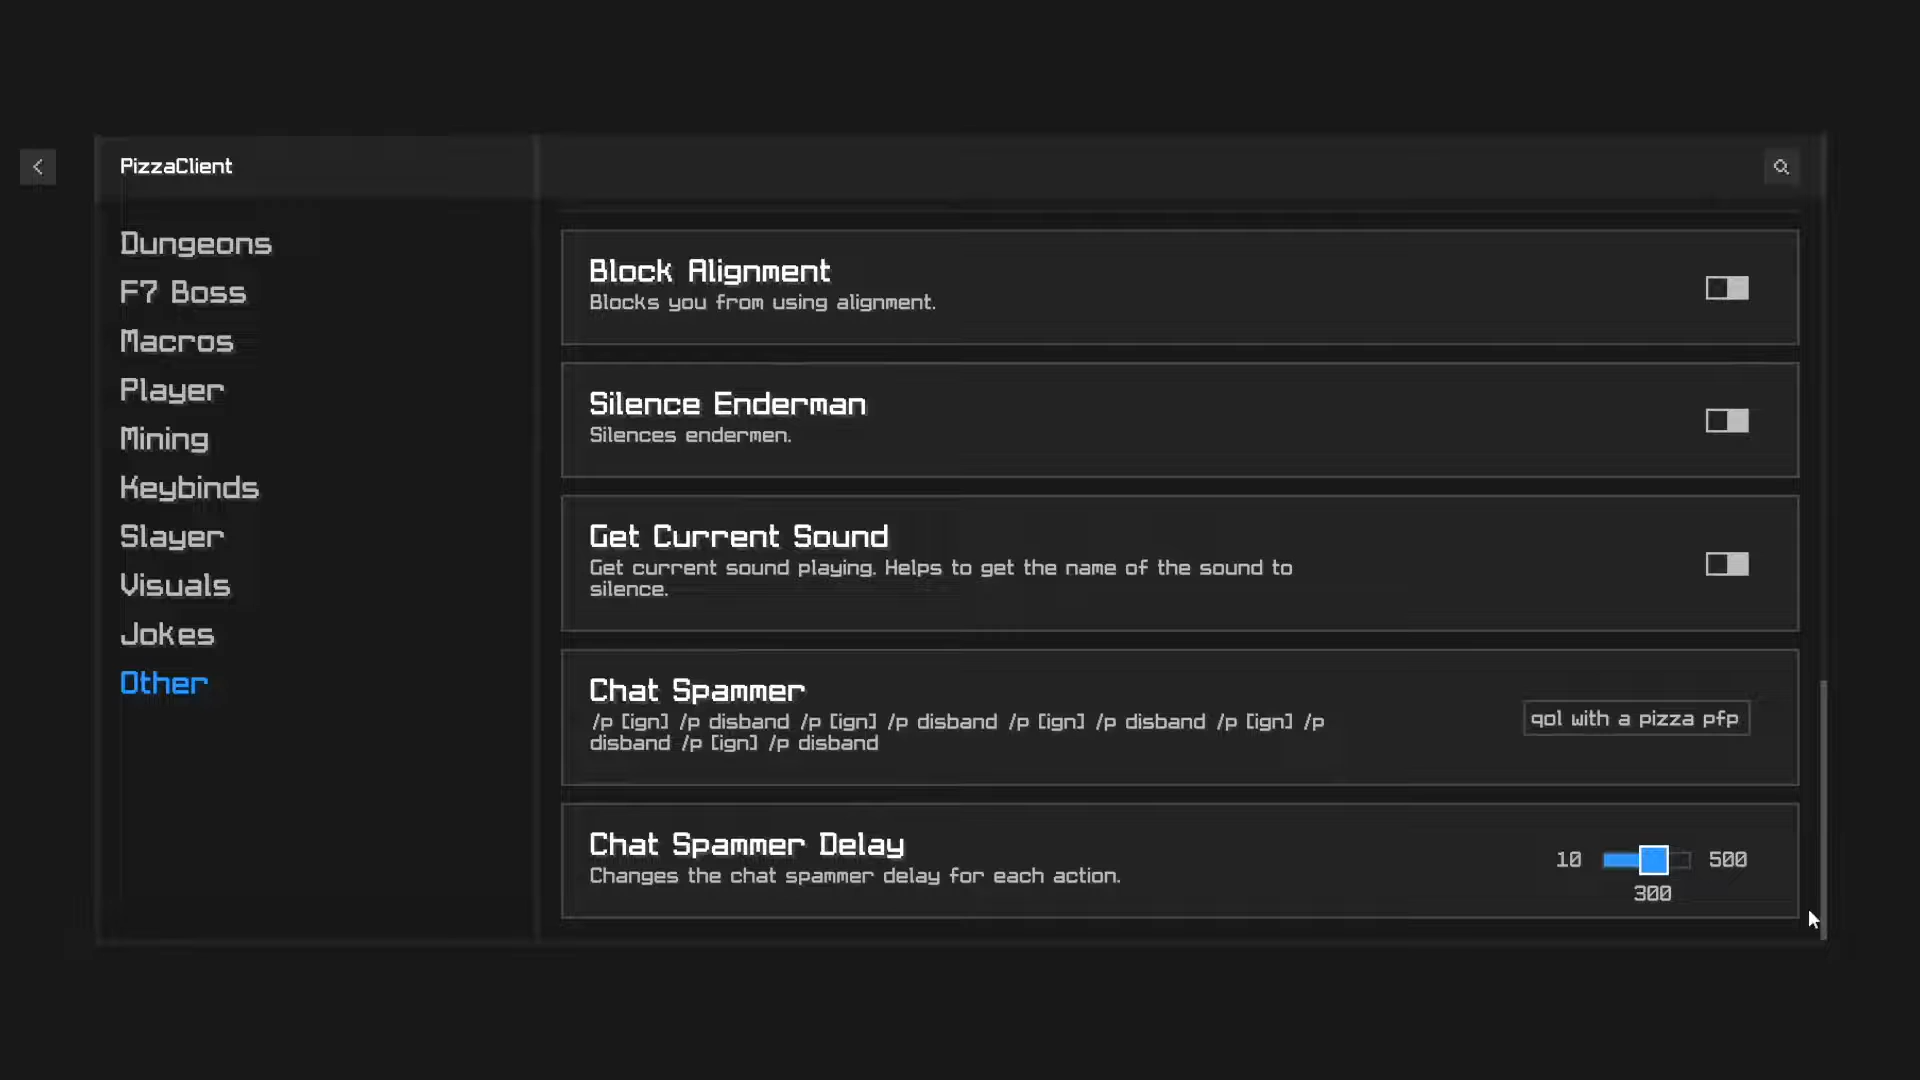 PizzaClient
Dungeons
F7 Boss
Macros
Player
Mining
Keybinds
Slayer
Visuals
Jokes
Other
Block Alignment
Blocks you from using alignment.
Silence Enderman
Silences endermen.
Get Current Sound
Get current sound playing. Helps to get the name of the sound to
silence.
Chat Spammer
/p [ign] /p disband /p [ign] /p disband /p [ign] /p disband /p [ign] /p
disband /p [ign] /p disband
qol with a pizza pfp
Chat Spammer Delay
Changes the chat spammer delay for each action.
10
500
300